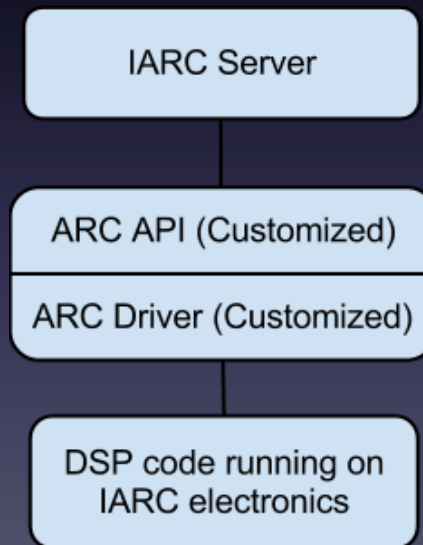 IARC Server
ARC API (Customized)
ARC Driver (Customized)
DSP code running on
IARC electronics